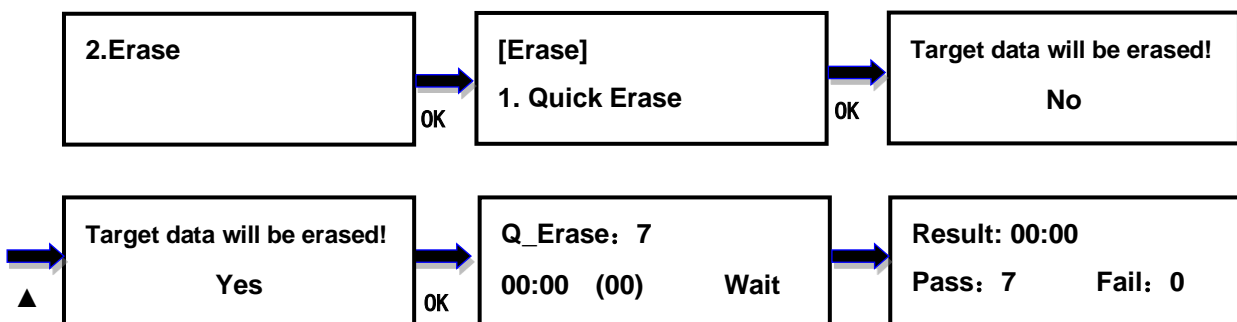 2.Erase
OK
[Erase]
1. Quick Erase
OK
Target data will be erased!
No
▲
Target data will be erased!
Yes
OK
Q_Erase：7
00:00 (00) Wait
Result: 00:00
Pass：7 Fail：0